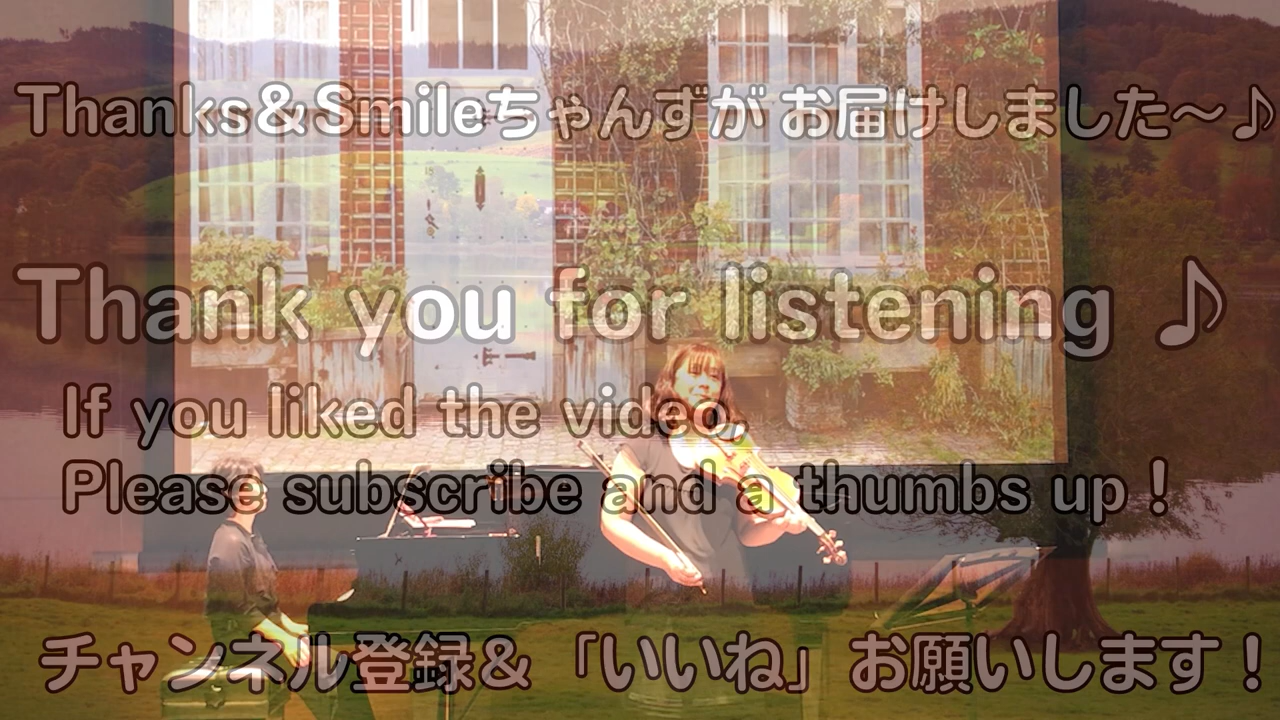 Thanks&Smileちゃんずが お届けしました～♪
Thank you for listening ♪
If you liked the video,
Please subscribe and a thumbs up！
チャンネル登録&「いいね」お願いします！